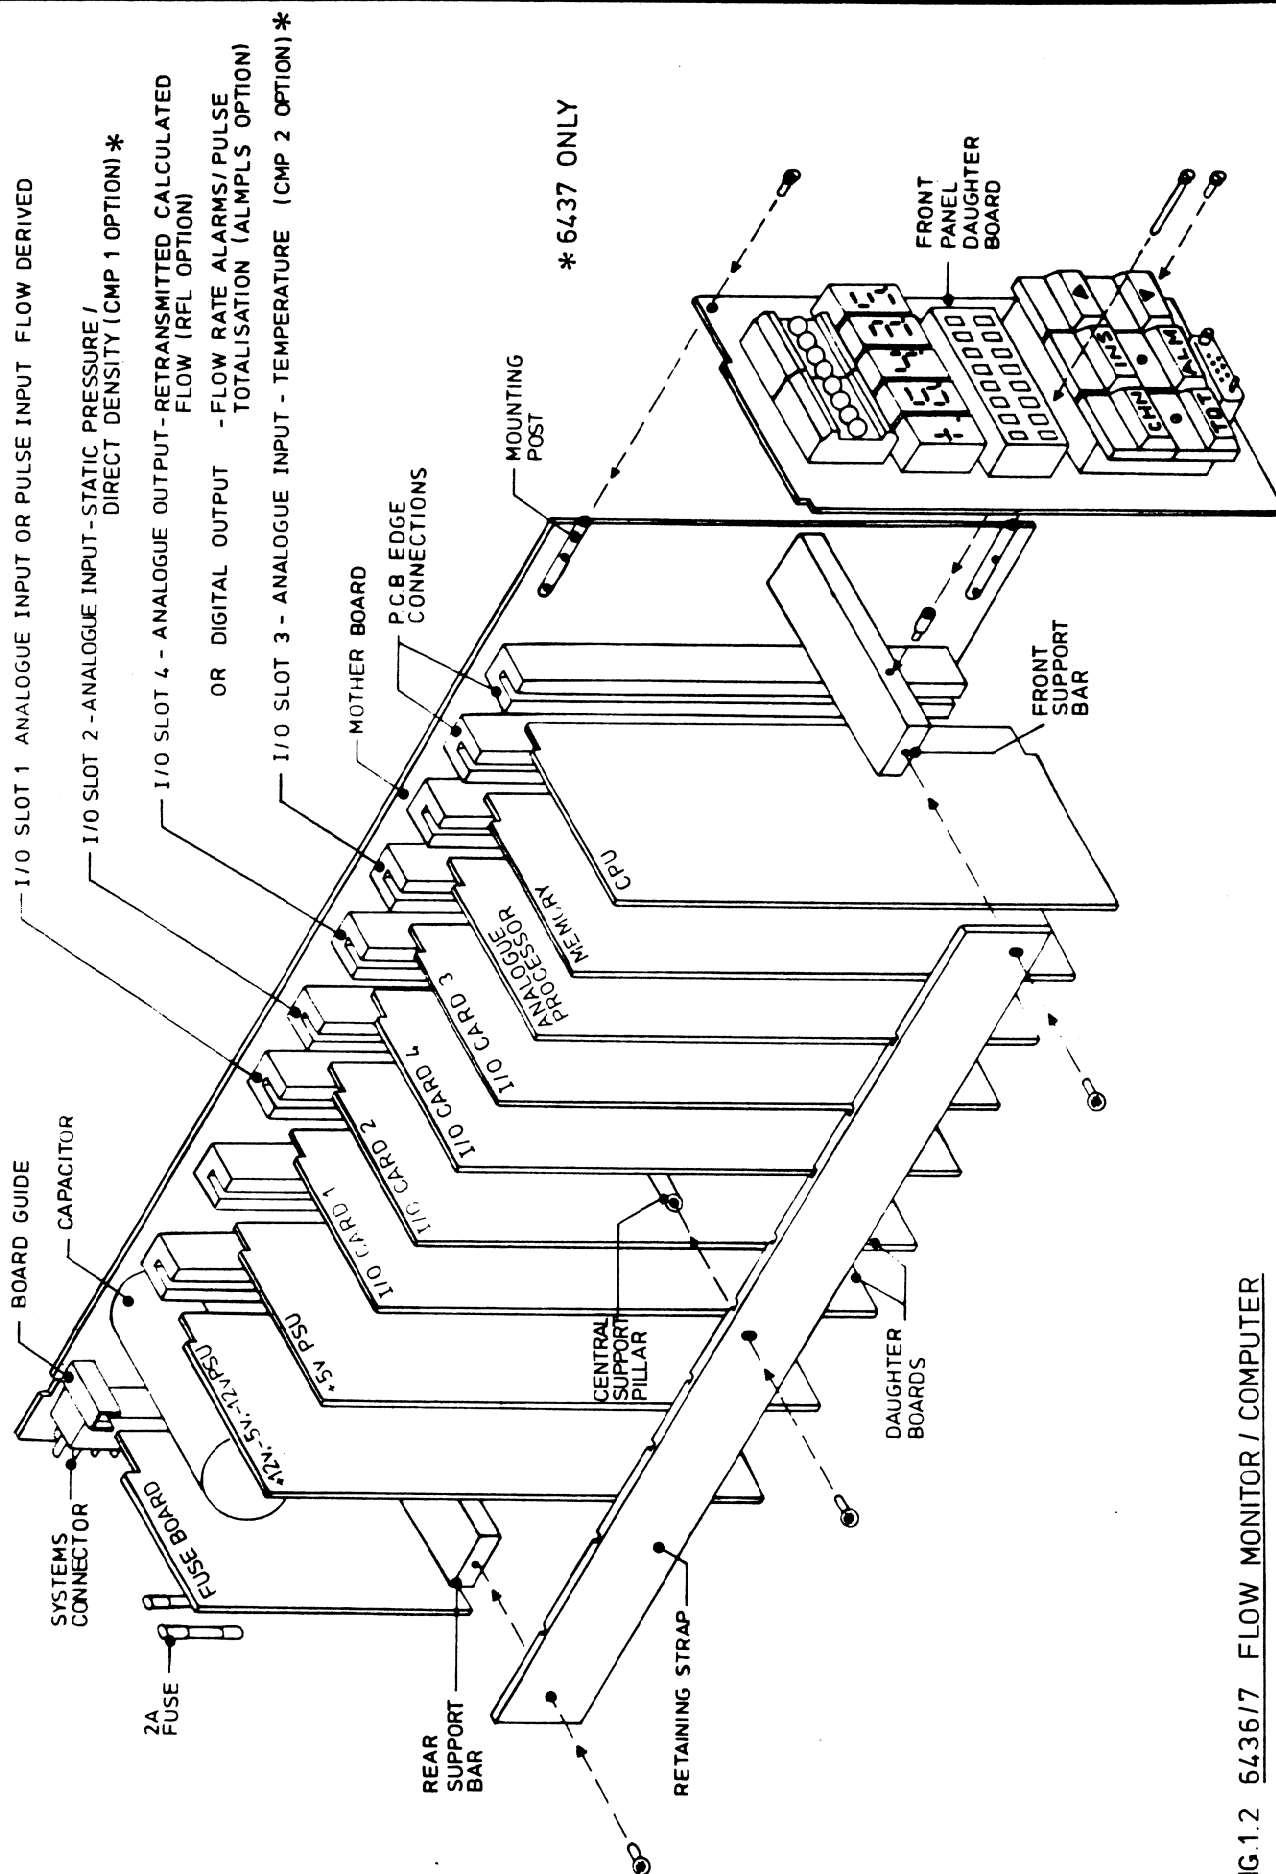 I/O SLOT 1 ANALOGUE INPUT OR PULSE INPUT FLOW DERIVED
I/O SLOT 2 - ANALOGUE INPUT - STATIC PRESSURE /
DIRECT DENSITY (CMP 1 OPTION) *
I/O SLOT 4 - ANALOGUE OUTPUT - RETRANSMITTED CALCULATED
FLOW (RFL OPTION)
OR DIGITAL OUTPUT - FLOW RATE ALARMS/PULSE
TOTALISATION (ALMPLS OPTION)
I/O SLOT 3 - ANALOGUE INPUT - TEMPERATURE (CMP 2 OPTION) *
* 6437 ONLY
BOARD GUIDE
CAPACITOR
MOTHER BOARD
P.C.B EDGE
CONNECTIONS
MOUNTING
POST
FRONT
PANEL
DAUGHTER
BOARD
SYSTEMS
CONNECTOR
2A
FUSE
FUSE BOARD
+12V,-5V,-12V PSU
+5V PSU
I/O CARD 1
I/O CARD 2
I/O CARD 4
I/O CARD 3
ANALOGUE
PROCESSOR
MEMORY
CPU
CHN
INS
TOT
ALM
FRONT
SUPPORT
BAR
CENTRAL
SUPPORT
PILLAR
DAUGHTER
BOARDS
REAR
SUPPORT
BAR
RETAINING STRAP
IG.1.2 6436/7 FLOW MONITOR / COMPUTER